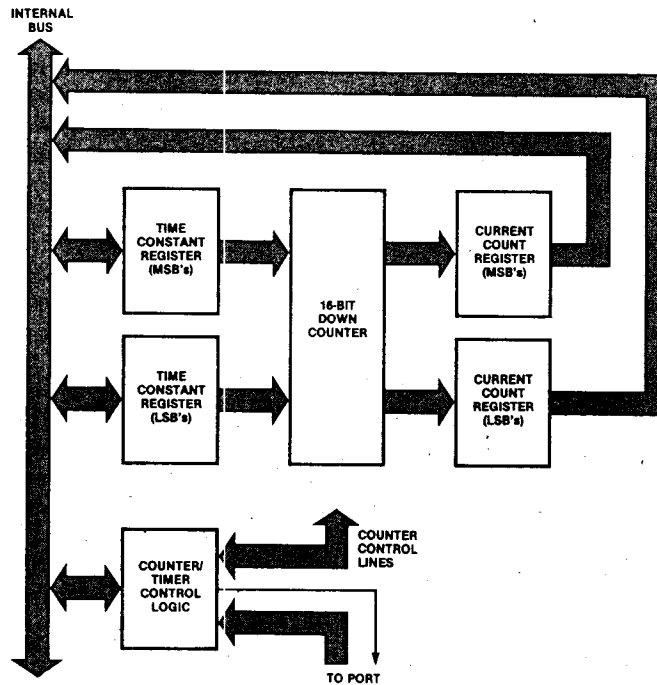 INTERNAL
BUS
TIME
CONSTANT
REGISTER
(MSB's)
16-BIT
DOWN
COUNTER
CURRENT
COUNT
REGISTER
(MSB's)
TIME
CONSTANT
REGISTER
(LSB's)
CURRENT
COUNT
REGISTER
(LSB's)
COUNTER/
TIMER
CONTROL
LOGIC
COUNTER
CONTROL
LINES
TO PORT